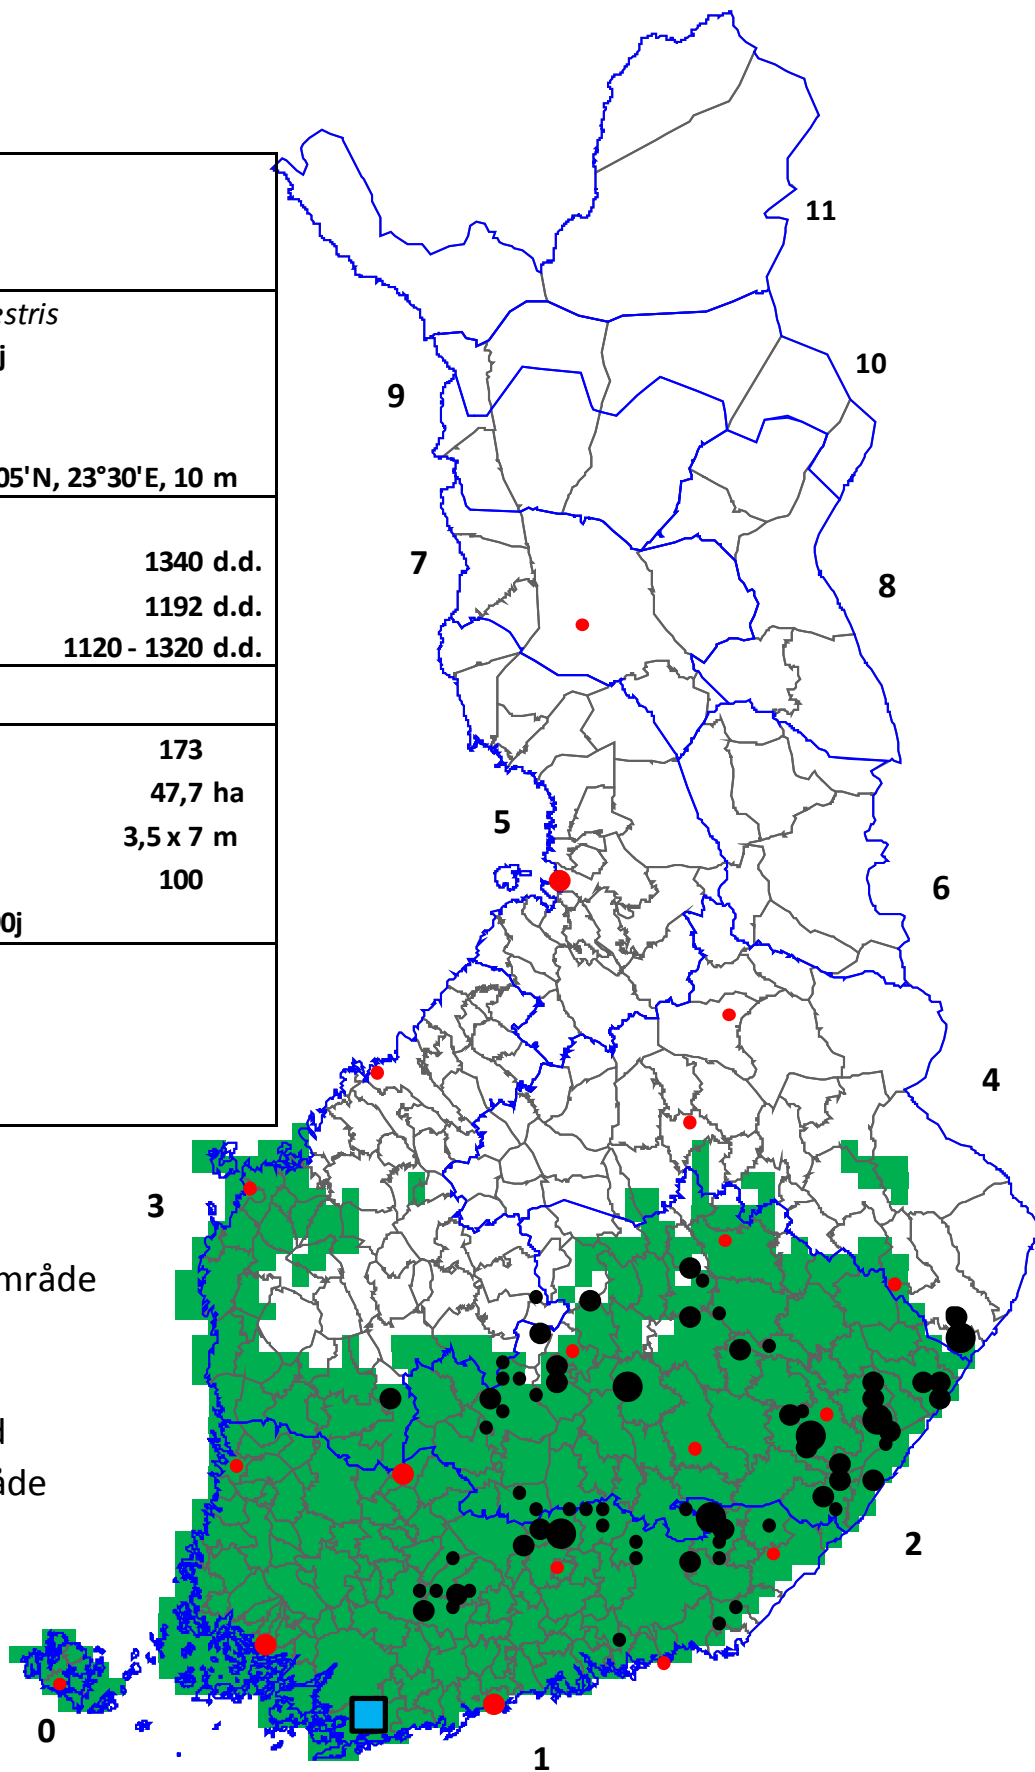 estris
j
05'N, 23°30'E, 10 m
1340 d.d.
1192 d.d.
1120 - 1320 d.d.
173
47,7 ha
3,5 x 7 m
100
0j
område
d
åde
11
10
9
7
8
5
6
4
3
2
0
1